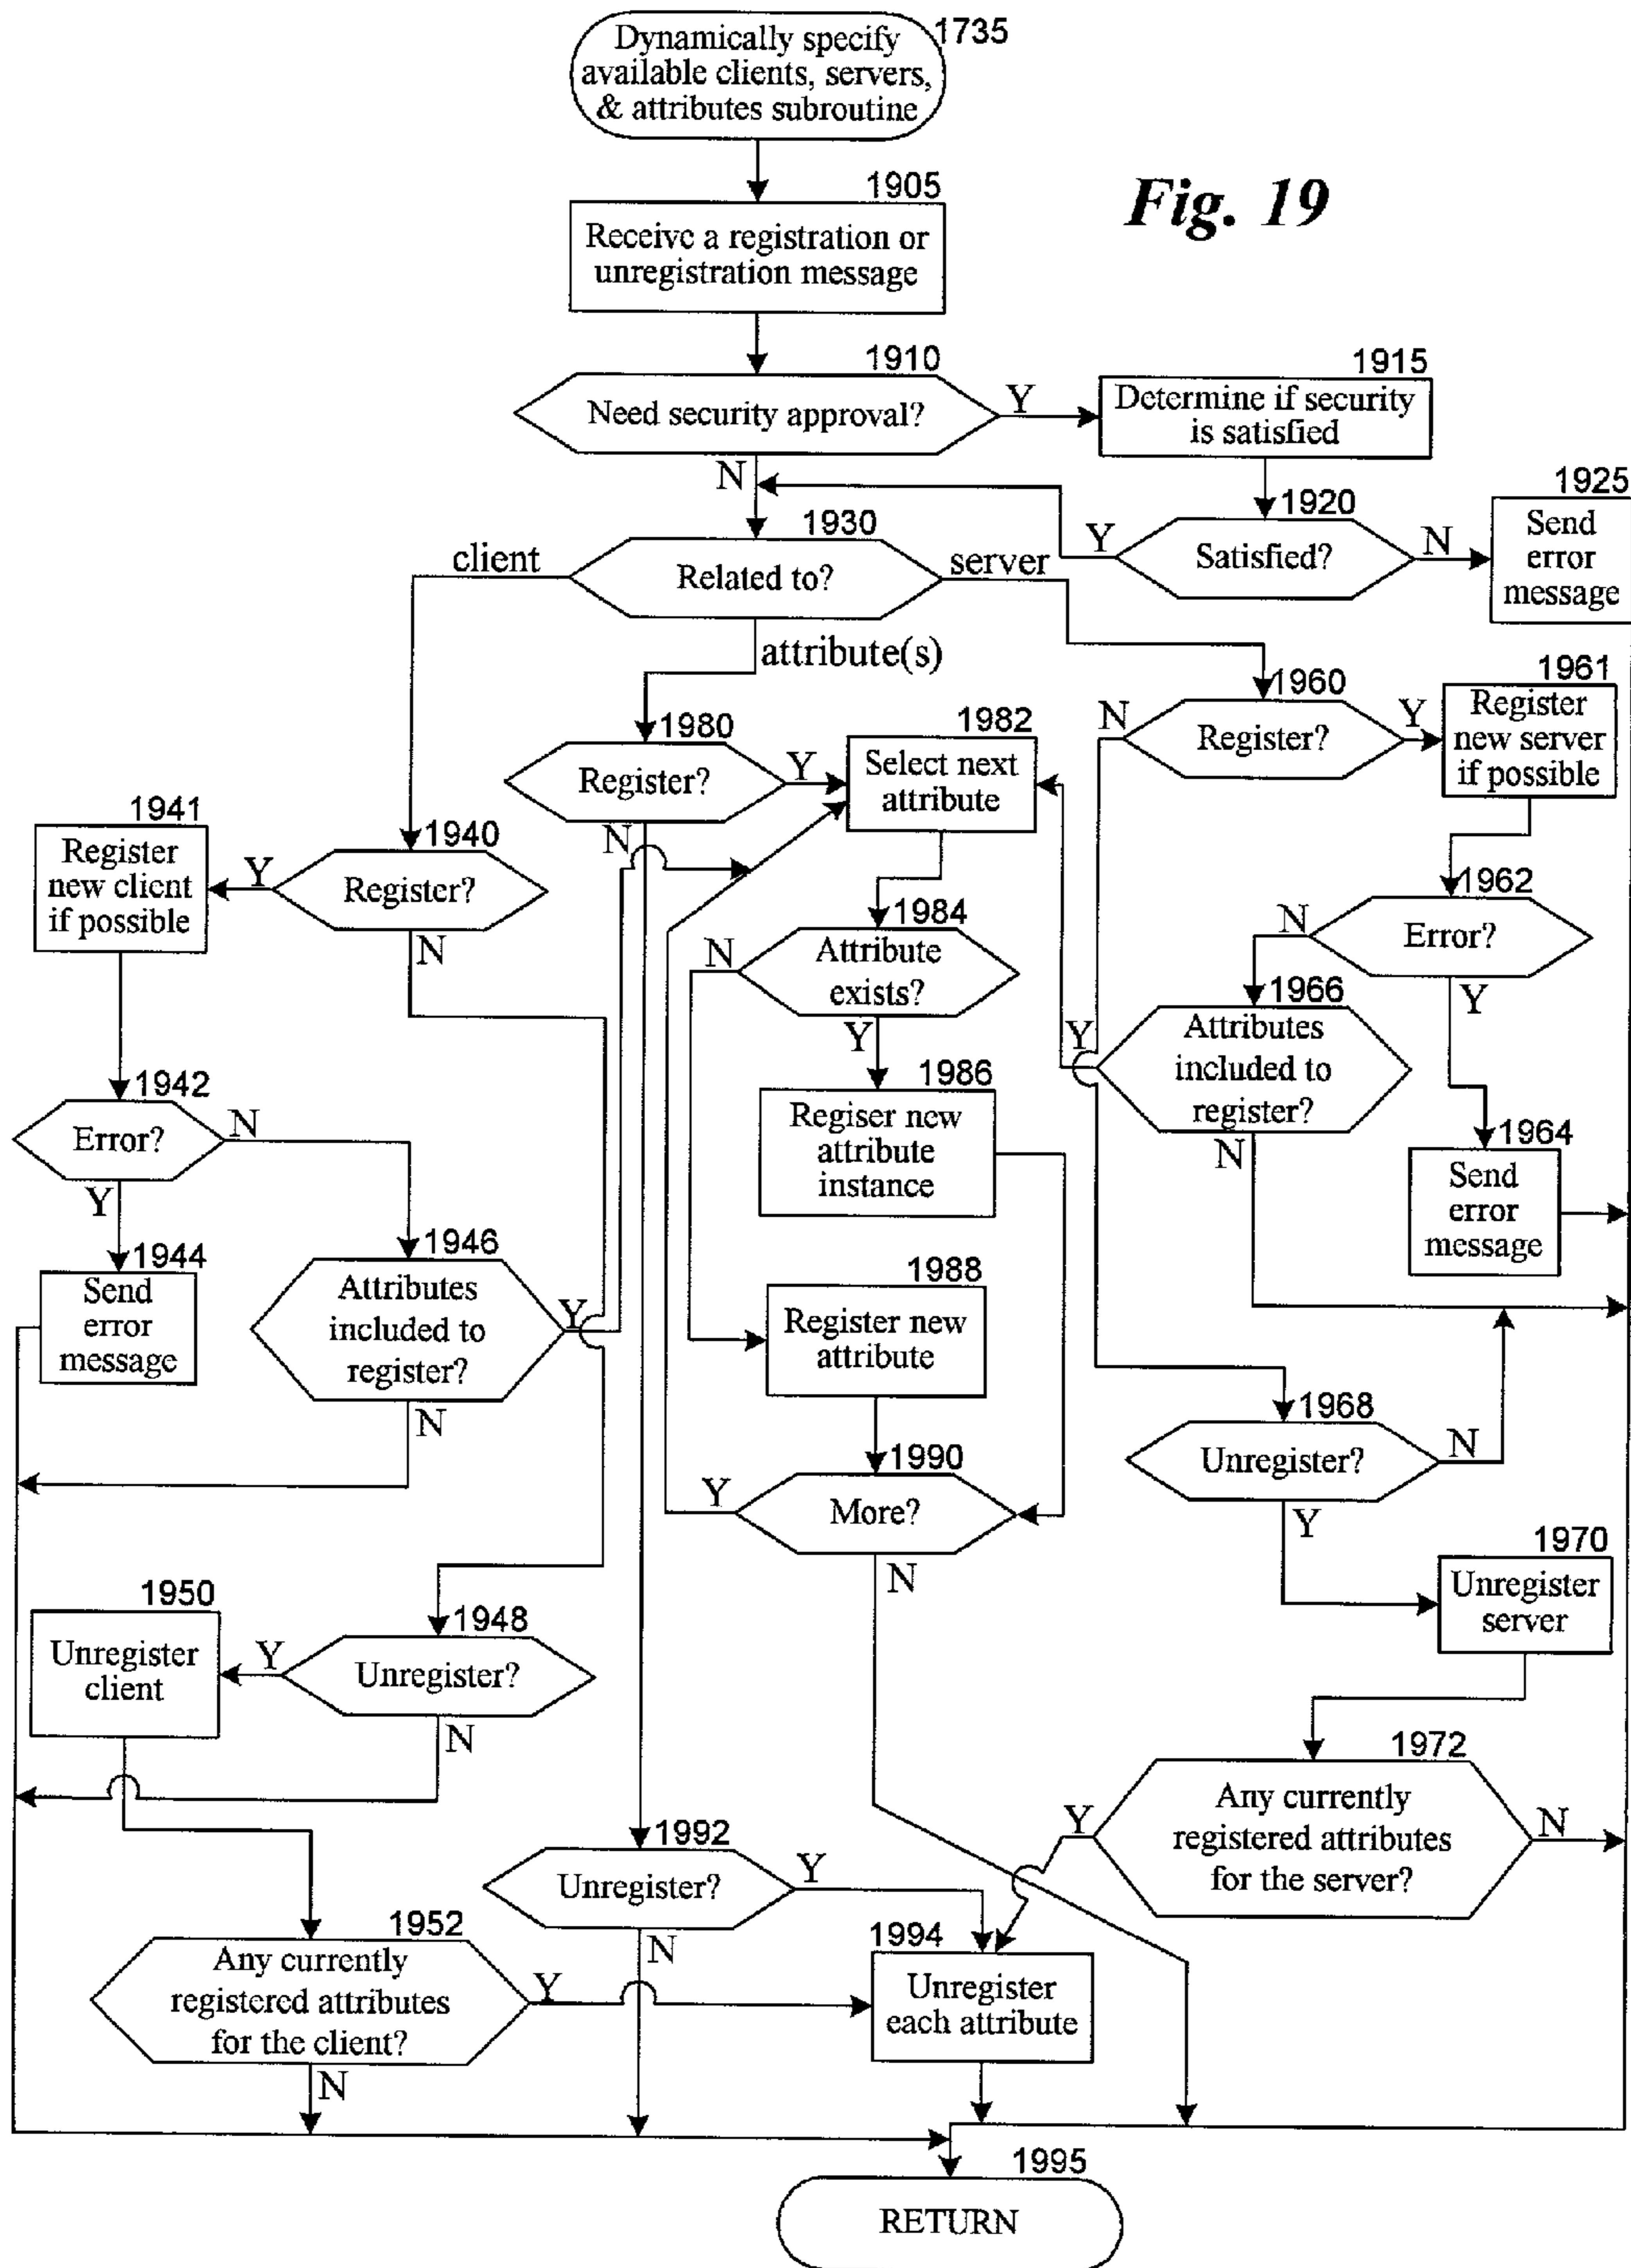 Dynamically specify
available clients, servers,
& attributes subroutine
1735
Fig. 19
1905
Receive a registration or
unregistration message
1910
Need security approval?
Y
N
1915
Determine if security
is satisfied
1920
Satisfied?
Y
N
1925
Send
error
message
1930
Related to?
client
server
attribute(s)
1960
Register?
N
Y
1961
Register
new server
if possible
1980
Register?
Y
N
1982
Select next
attribute
1941
Register
new client
if possible
1940
Register?
Y
N
1962
Error?
N
Y
1984
Attribute
exists?
N
Y
1966
Attributes
included to
register?
Y
N
1986
Regiser new
attribute
instance
1942
Error?
N
Y
1964
Send
error
message
1944
Send
error
message
1946
Attributes
included to
register?
Y
N
1988
Register new
attribute
1968
Unregister?
N
Y
1990
More?
Y
N
1970
Unregister
server
1950
Unregister
client
1948
Unregister?
Y
N
1972
Any currently
registered attributes
for the server?
Y
N
1992
Unregister?
Y
N
1952
Any currently
registered attributes
for the client?
Y
N
1994
Unregister
each attribute
1995
RETURN